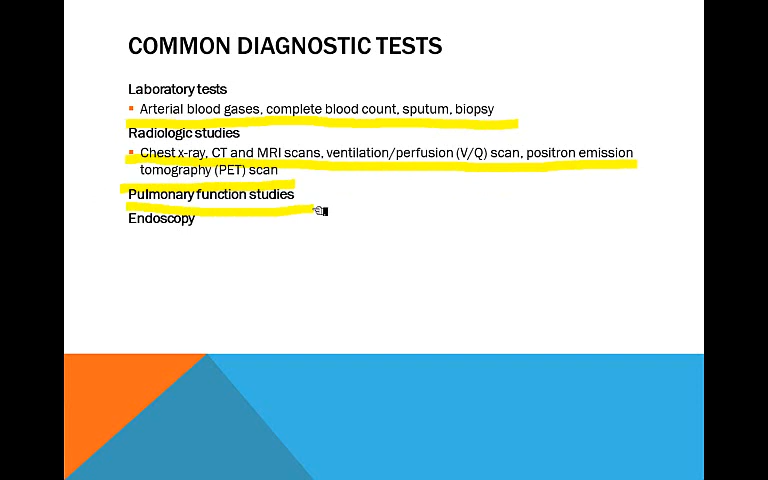 COMMON DIAGNOSTIC TESTS
Laboratory tests
Arterial blood gases, complete blood count, sputum, biopsy
Radiologic studies
Chest x-ray, CT and MRI scans, ventilation/perfusion (V/Q) scan, positron emission
tomography (PET) scan
Pulmonary function studies
Endoscopy